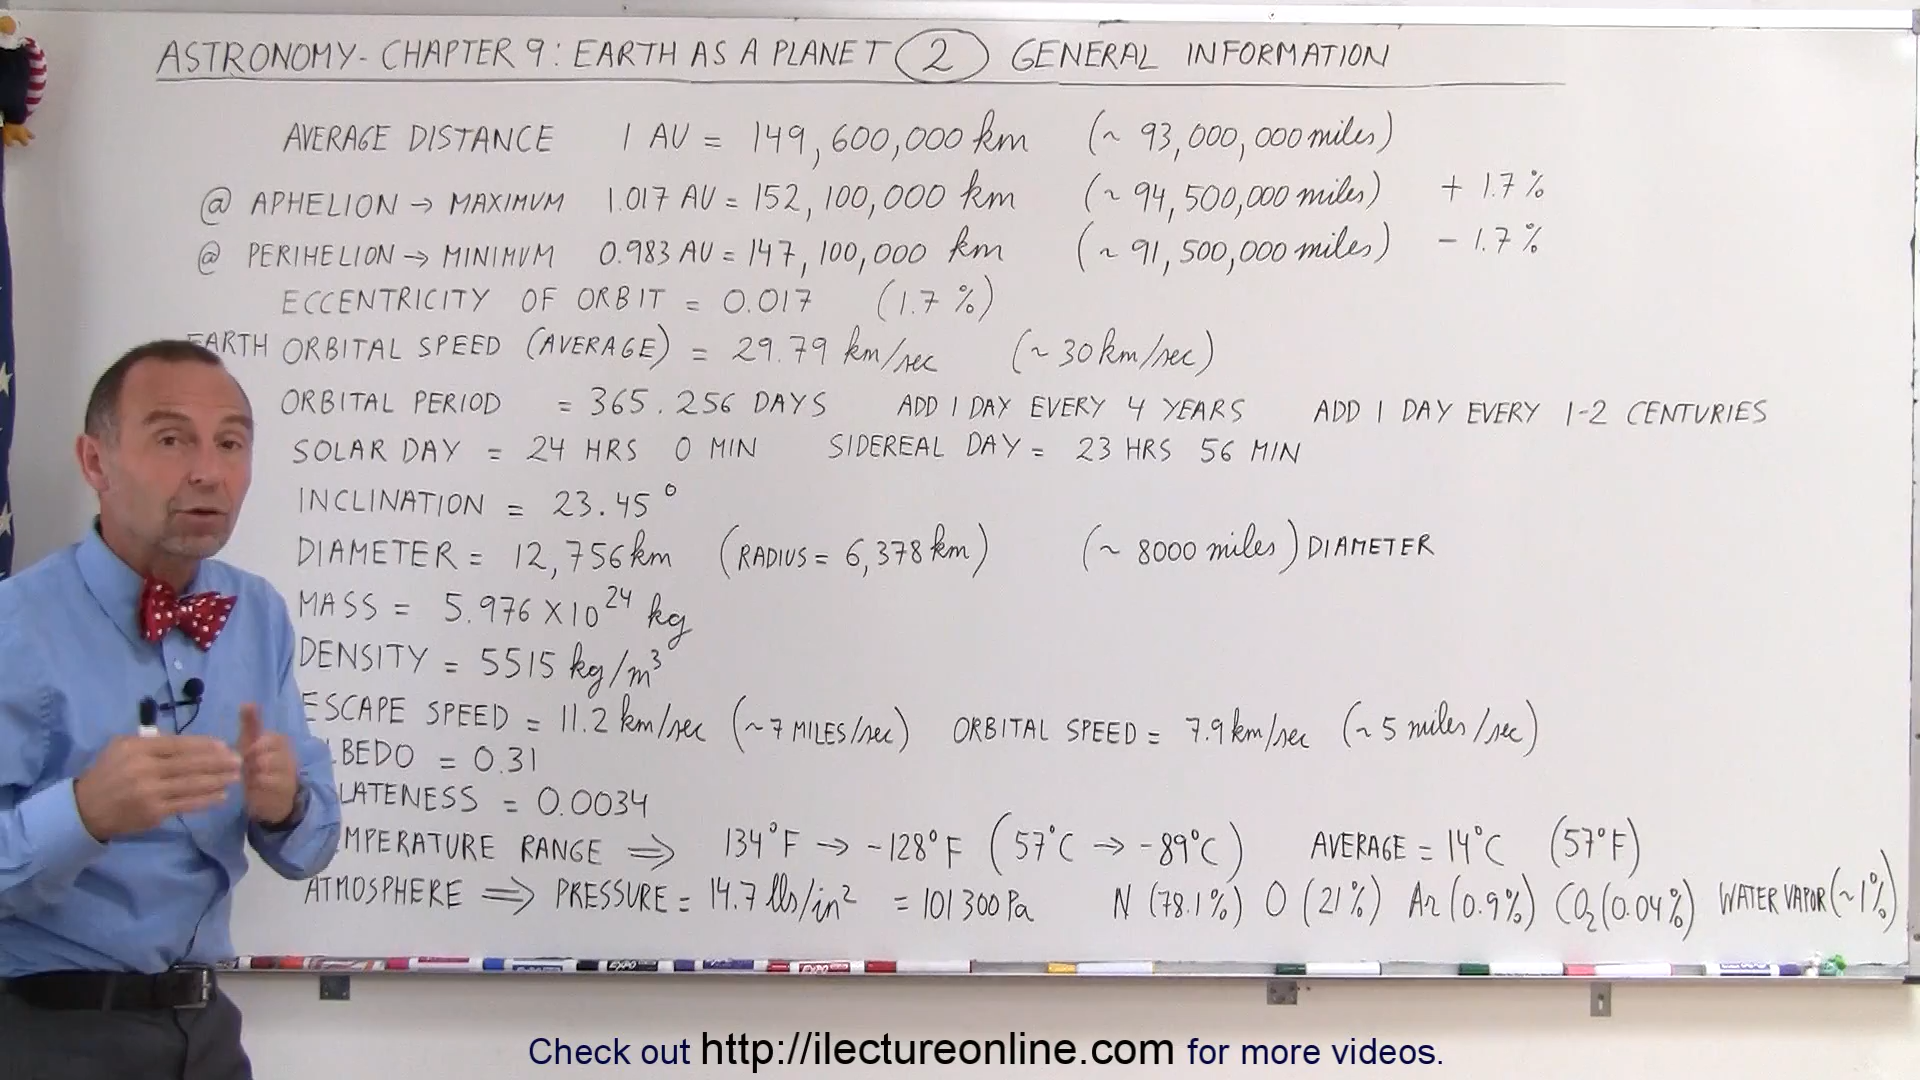 ASTRONOMY - CHAPTER 9: EARTH AS A PLANET 2 GENERAL INFORMATION
AVERAGE DISTANCE 1 AU = 149,600,000 km (~ 93,000,000 miles)
@ APHELION → MAXIMUM 1.017 AU = 152,100,000 km (~ 94,500,000 miles) + 1.7 %
@ PERIHELION → MINIMUM 0.983 AU = 147,100,000 km (~ 91,500,000 miles) - 1.7 %
ECCENTRICITY OF ORBIT = 0.017 (1.7 %)
EARTH ORBITAL SPEED (AVERAGE) = 29.79 km/sec (~ 30 km/sec)
ORBITAL PERIOD = 365.256 DAYS ADD 1 DAY EVERY 4 YEARS ADD 1 DAY EVERY 1-2 CENTURIES
SOLAR DAY = 24 HRS 0 MIN SIDEREAL DAY = 23 HRS 56 MIN
INCLINATION = 23.45°
DIAMETER = 12,756 km (RADIUS = 6,378 km) (~ 8000 miles) DIAMETER
MASS = 5.976 X 10²⁴ kg
DENSITY = 5515 kg/m³
ESCAPE SPEED = 11.2 km/sec (~ 7 MILES/sec) ORBITAL SPEED = 7.9 km/sec (~ 5 miles/sec)
LBEDO = 0.31
LATENESS = 0.0034
MPERATURE RANGE ⇒ 134°F → -128°F (57°C → -89°C) AVERAGE = 14°C (57°F)
ATMOSPHERE ⇒ PRESSURE = 14.7 lbs/in² = 101300 Pa N (78.1%) O (21%) Ar (0.9%) CO₂ (0.04%) WATER VAPOR (~1%)
EXPO EXPO
Check out http://ilectureonline.com for more videos.